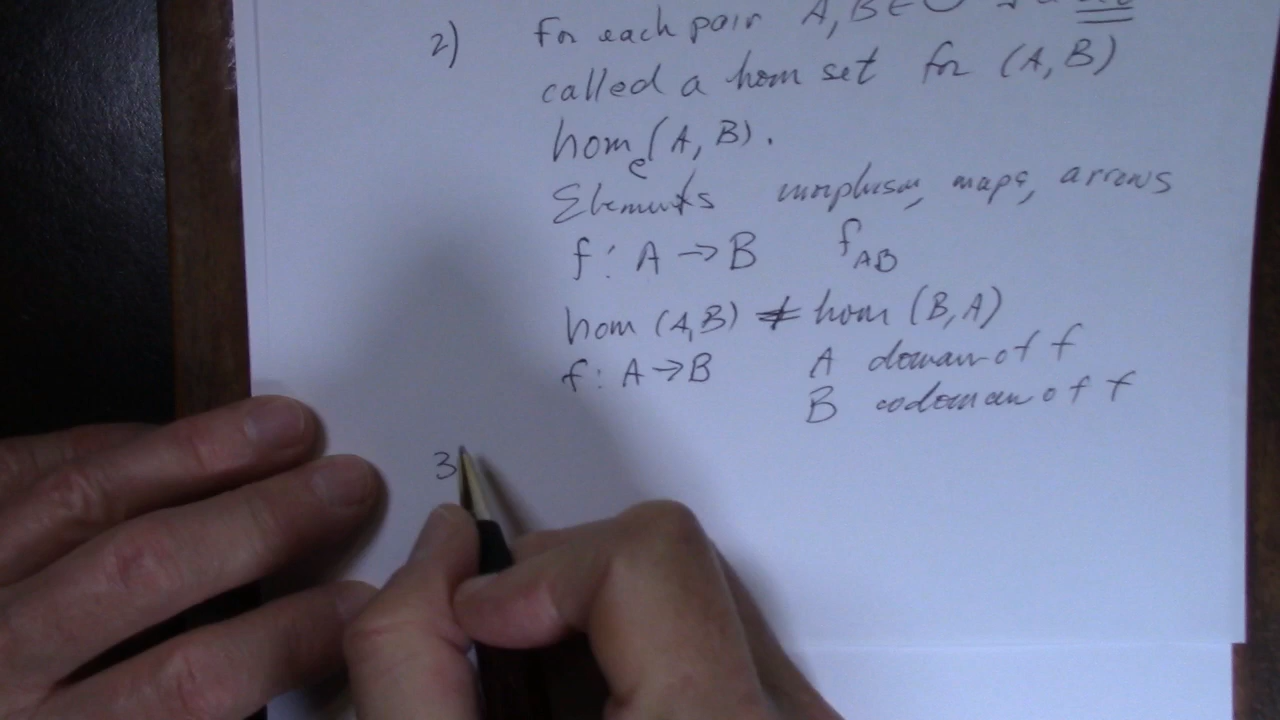 2) For each pair A, B ∈
called a hom set for (A, B)
hom_C(A, B).
Elements morphism, maps, arrows
f : A → B f_AB
hom (A,B) ≠ hom (B,A)
f : A → B A domain of f
B codomain of f
3